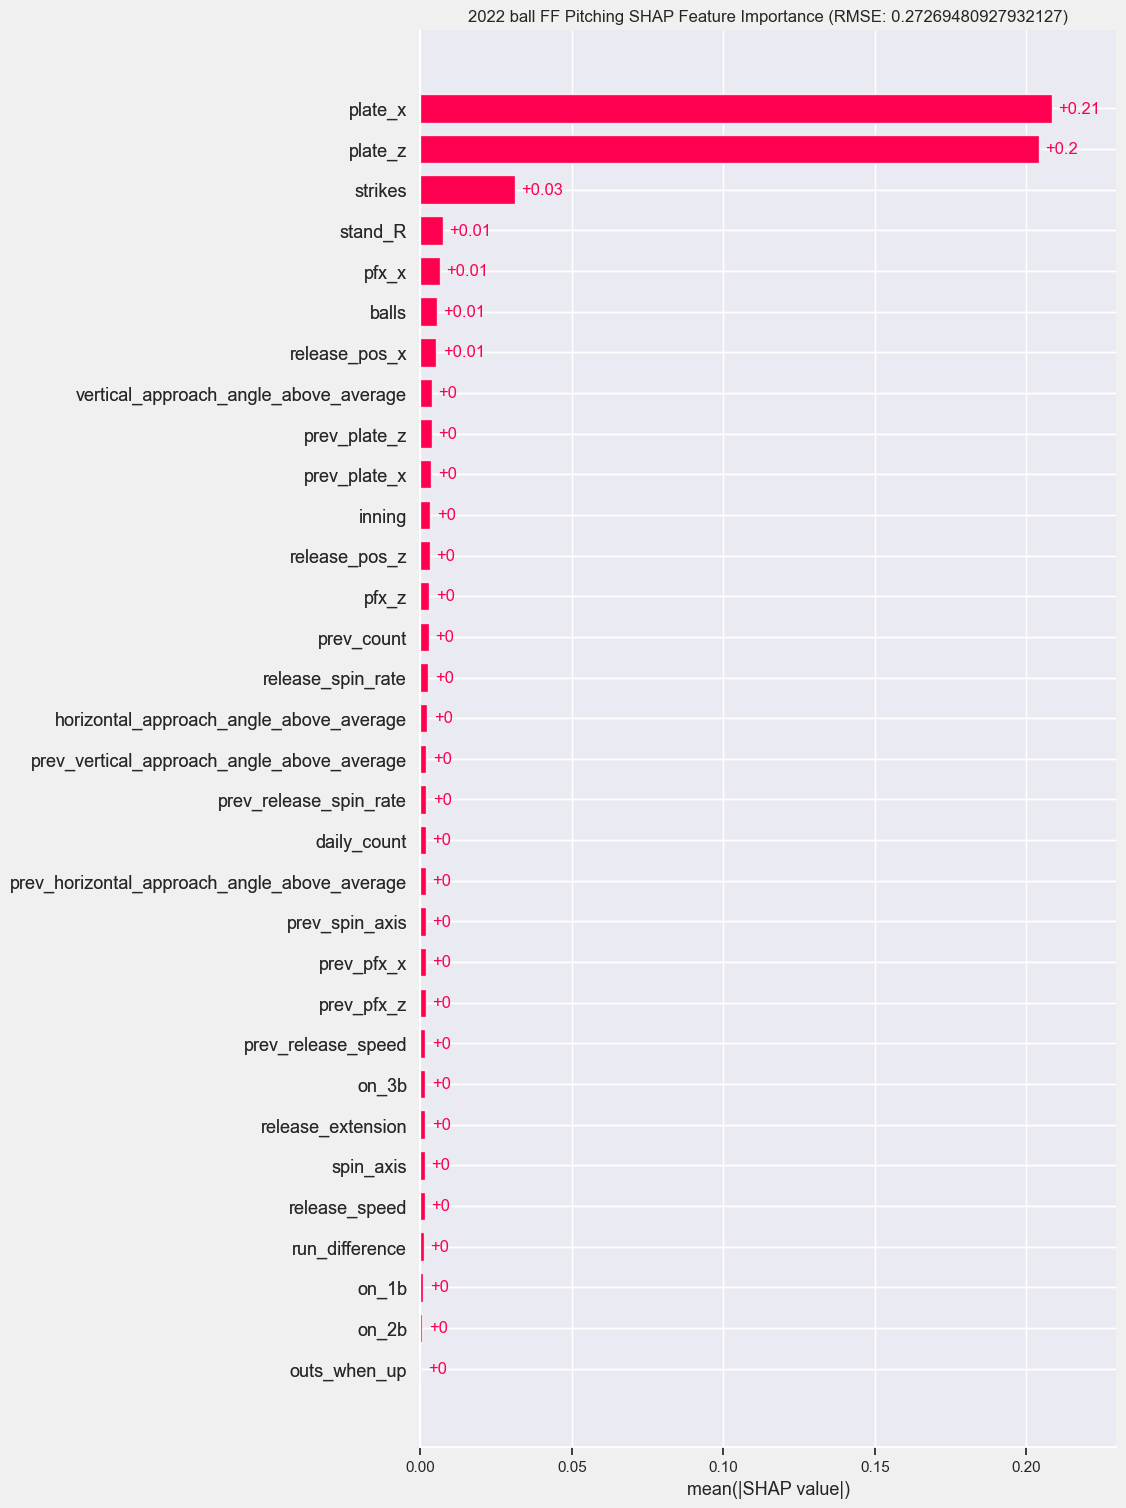 2022 ball FF Pitching SHAP Feature Importance (RMSE: 0.27269480927932127)
plate_x +0.21
plate_z +0.2
strikes +0.03
stand_R +0.01
pfx_x +0.01
balls +0.01
release_pos_x +0.01
vertical_approach_angle_above_average +0
prev_plate_z +0
prev_plate_x +0
inning +0
release_pos_z +0
pfx_z +0
prev_count +0
release_spin_rate +0
horizontal_approach_angle_above_average +0
prev_vertical_approach_angle_above_average +0
prev_release_spin_rate +0
daily_count +0
prev_horizontal_approach_angle_above_average +0
prev_spin_axis +0
prev_pfx_x +0
prev_pfx_z +0
prev_release_speed +0
on_3b +0
release_extension +0
spin_axis +0
release_speed +0
run_difference +0
on_1b +0
on_2b +0
outs_when_up +0
0.00 0.05 0.10 0.15 0.20
mean(|SHAP value|)